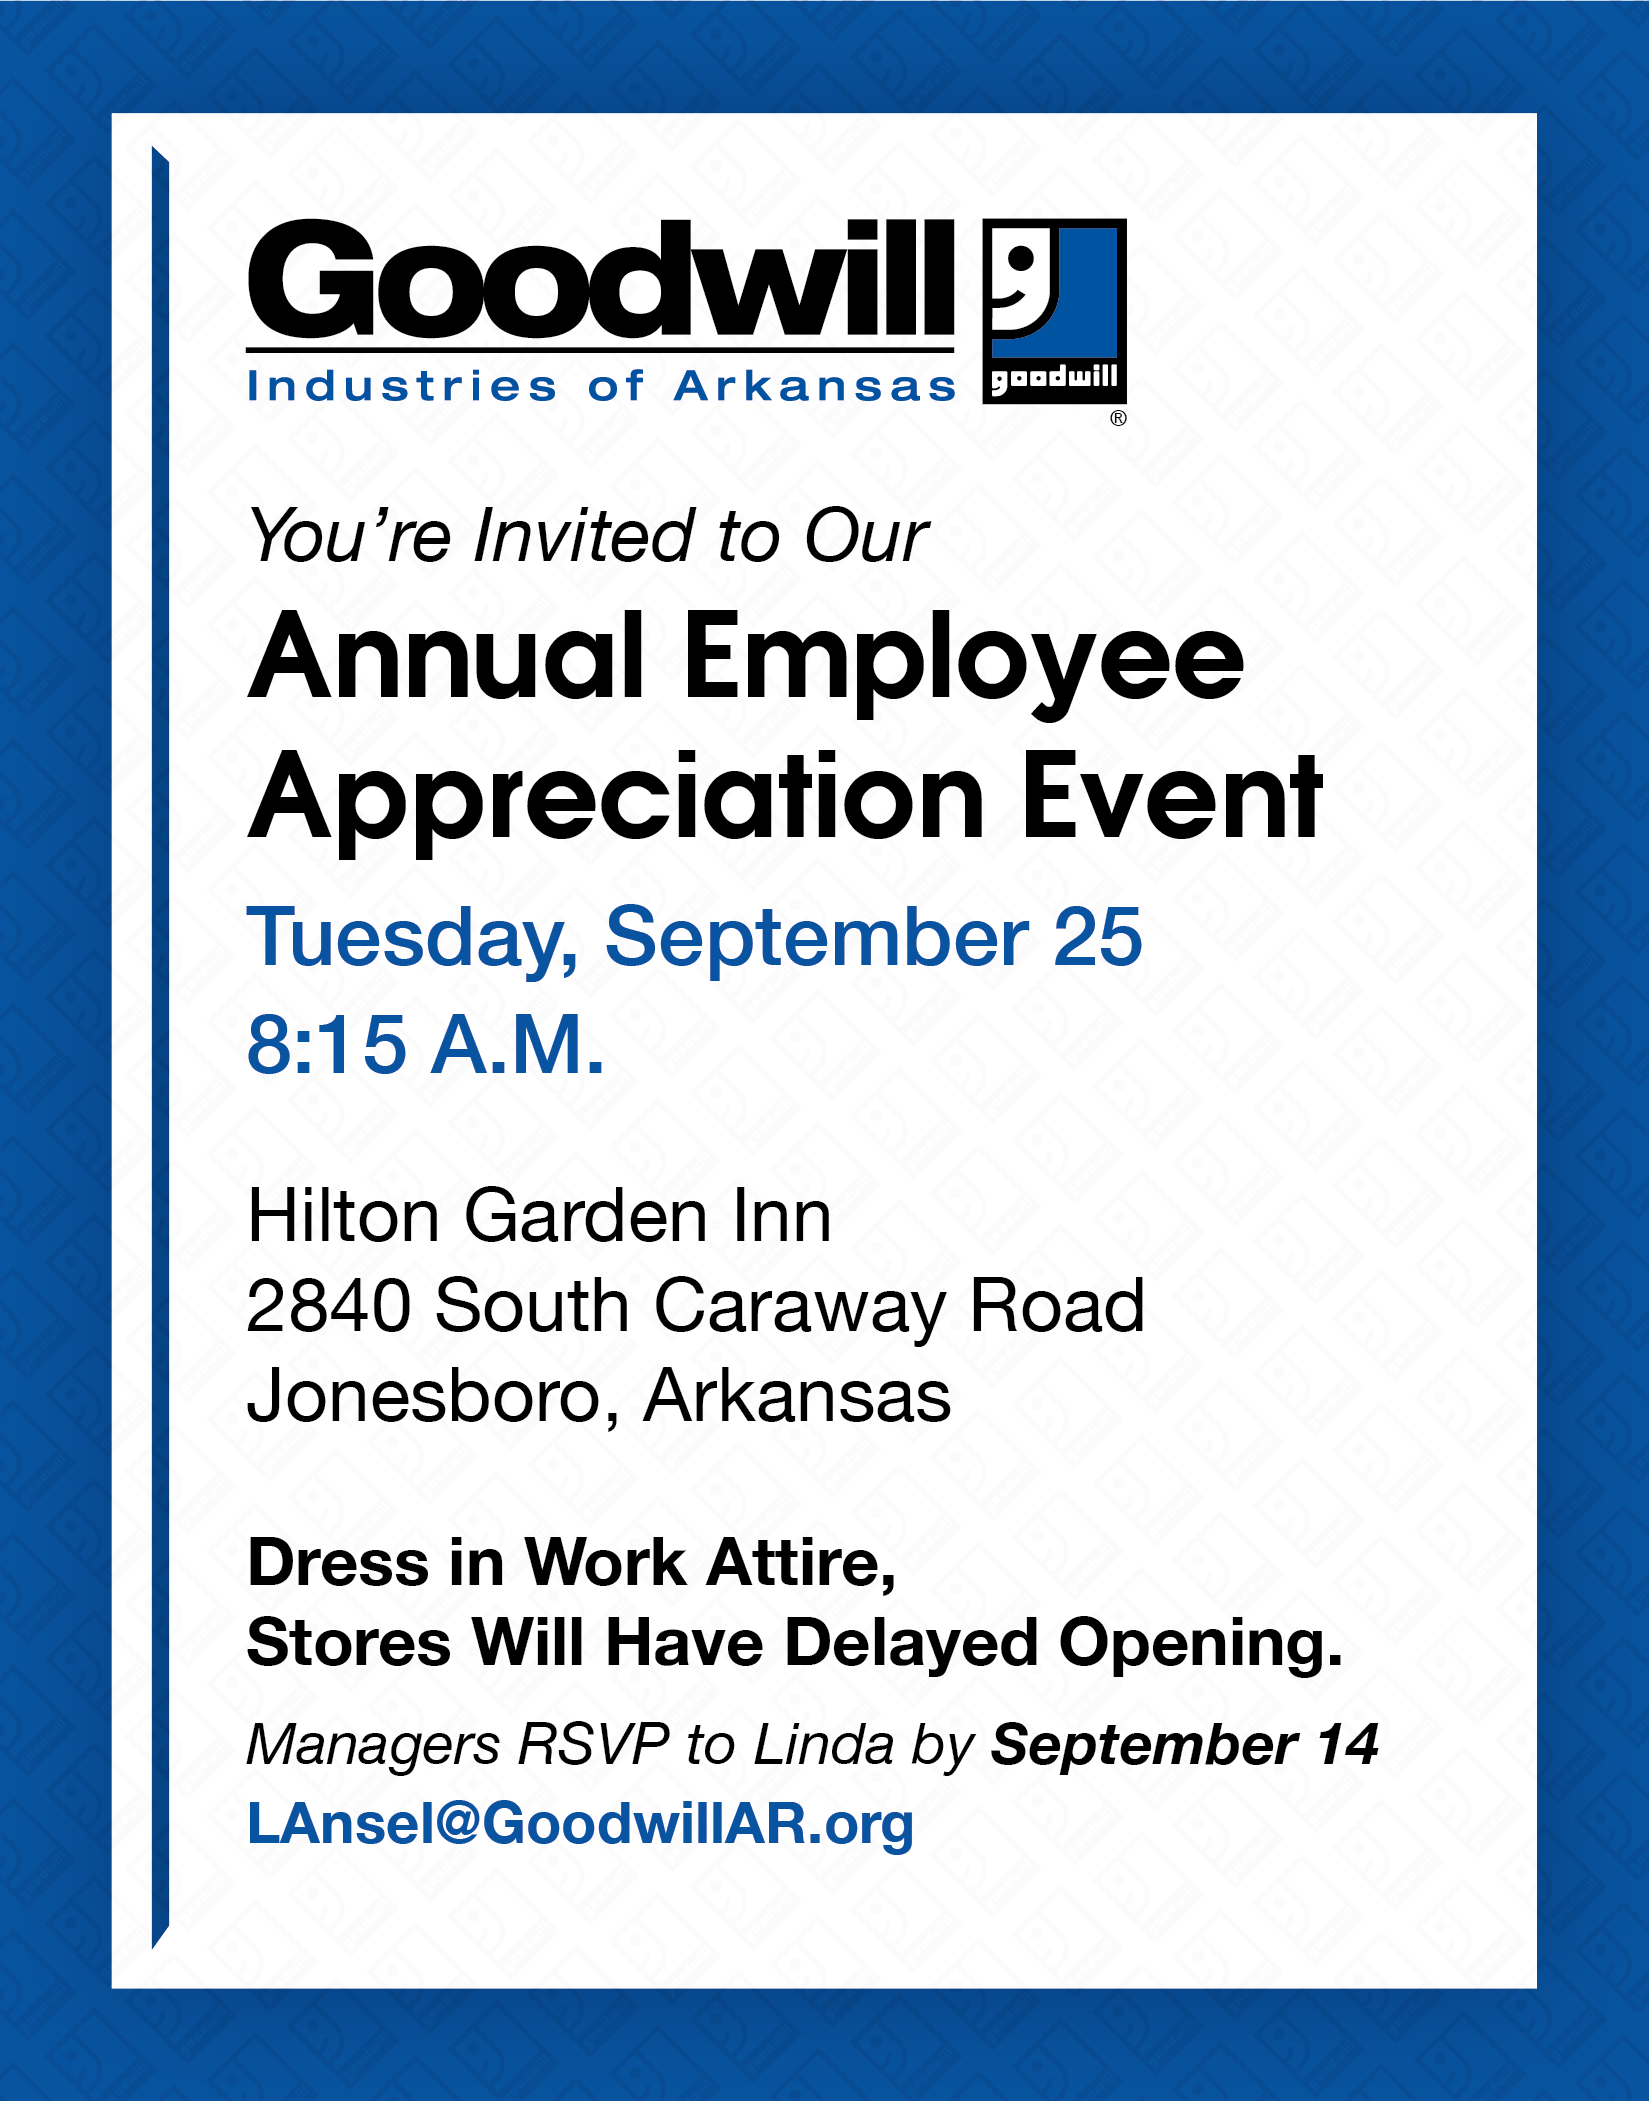 Goodwill
Industries of Arkansas
goodwill
®
You’re Invited to Our
Annual Employee
Appreciation Event
Tuesday, September 25
8:15 A.M.
Hilton Garden Inn
2840 South Caraway Road
Jonesboro, Arkansas
Dress in Work Attire,
Stores Will Have Delayed Opening.
Managers RSVP to Linda by September 14
LAnsel@GoodwillAR.org